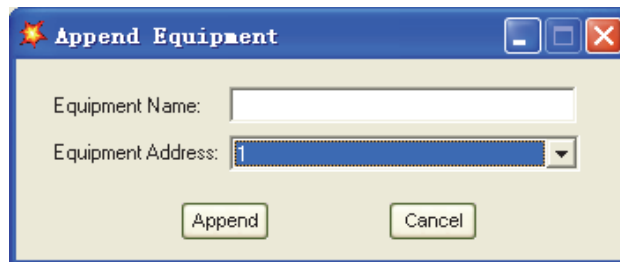 Append Equipment
Equipment Name:
Equipment Address: 1
Append Cancel